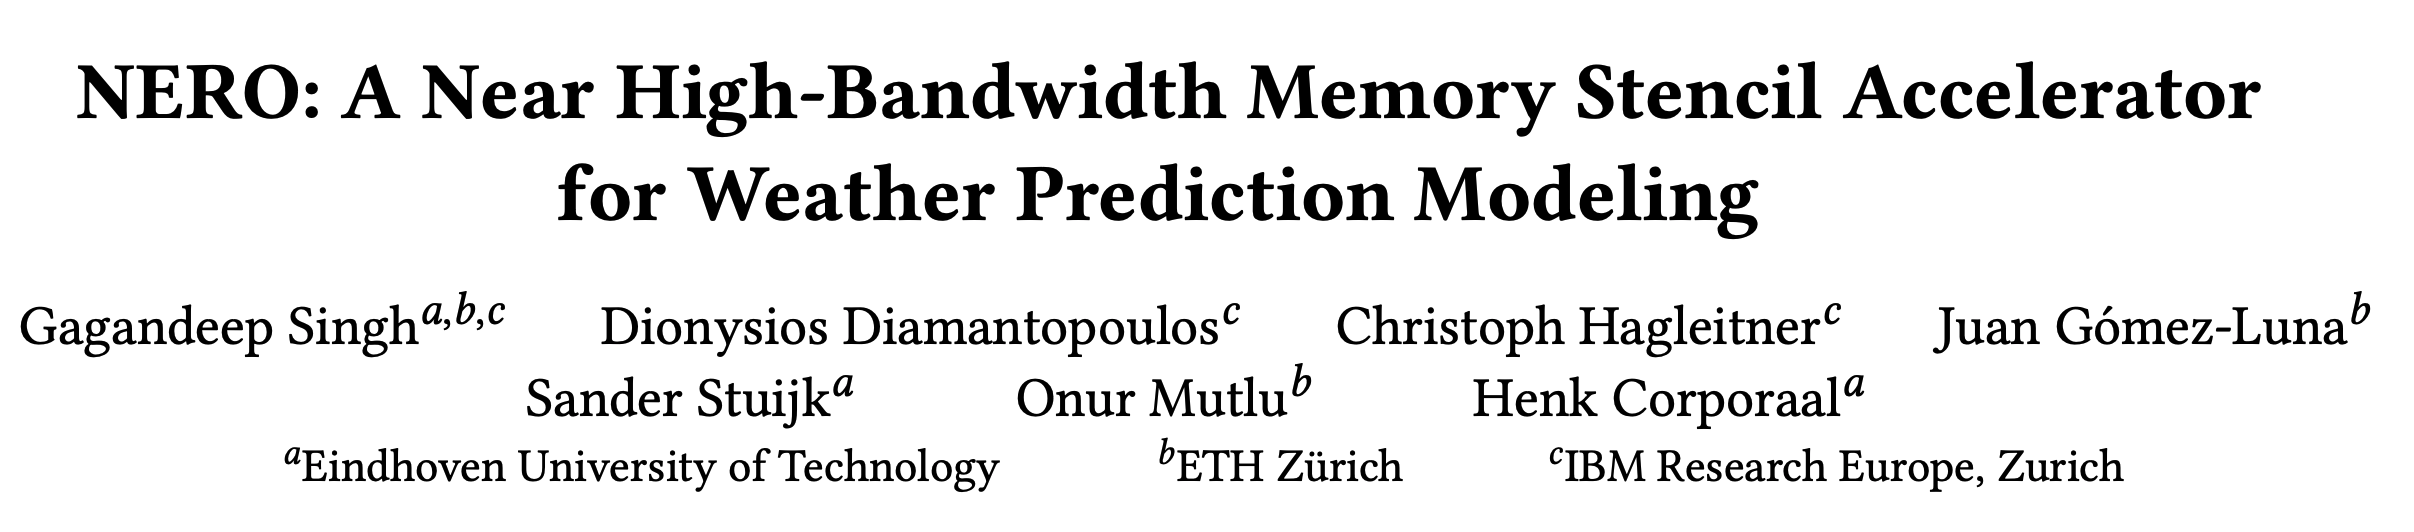 NERO: A Near High-Bandwidth Memory Stencil Accelerator
for Weather Prediction Modeling
Gagandeep Singh^a,b,c Dionysios Diamantopoulos^c Christoph Hagleitner^c Juan Gómez-Luna^b
Sander Stuijk^a Onur Mutlu^b Henk Corporaal^a
^aEindhoven University of Technology ^bETH Zürich ^cIBM Research Europe, Zurich